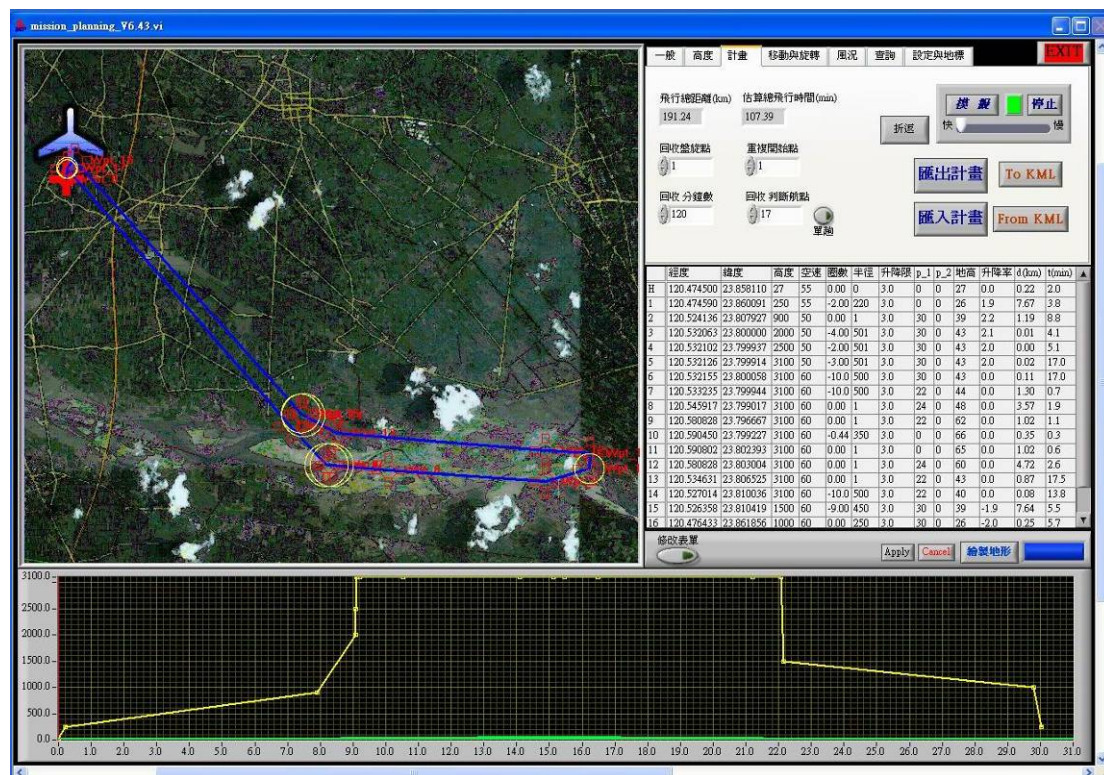 mission_planning_V6.43.vi
一般 高度 計畫 移動與旋轉 風況 查詢 設定與地標 EXIT
飛行總距離(km) 估算總飛行時間(min)
191.24 107.39
模擬 停止
折返 快 慢
回收盤旋點 重複開始點
1 1
匯出計畫 To KML
回收 分鐘數 回收 判斷航點
120 17
單趟
匯入計畫 From KML
經度 緯度 高度 空速 圈數 半徑 升降限 p_1 p_2 地高 升降率 d(km) t(min)
H 120.474500 23.858110 27 55 0.00 0 3.0 0 0 27 0.0 0.22 2.0
1 120.474590 23.860091 250 55 -2.00 220 3.0 0 0 26 1.9 7.67 3.8
2 120.524136 23.807927 900 50 0.00 1 3.0 30 0 39 2.2 1.19 8.8
3 120.532063 23.800000 2000 50 -4.00 501 3.0 30 0 43 2.1 0.01 4.1
4 120.532102 23.799937 2500 50 -2.00 501 3.0 30 0 43 2.0 0.00 5.1
5 120.532126 23.799914 3100 60 -3.00 501 3.0 30 0 43 2.0 0.02 17.0
6 120.532155 23.800058 3100 60 -10.0 500 3.0 30 0 43 0.0 0.11 17.0
7 120.533235 23.799944 3100 60 -10.0 500 3.0 22 0 44 0.0 1.30 0.7
8 120.545917 23.799017 3100 60 0.00 1 3.0 24 0 48 0.0 3.57 1.9
9 120.580828 23.796667 3100 60 0.00 1 3.0 22 0 62 0.0 1.02 1.1
10 120.590450 23.799227 3100 60 -0.44 350 3.0 0 0 66 0.0 0.35 0.3
11 120.590802 23.802393 3100 60 0.00 1 3.0 0 0 65 0.0 1.02 0.6
12 120.580828 23.803004 3100 60 0.00 1 3.0 24 0 60 0.0 4.72 2.6
13 120.534631 23.806525 3100 60 0.00 1 3.0 22 0 43 0.0 0.87 17.5
14 120.527014 23.810036 3100 60 -10.0 500 3.0 22 0 40 0.0 0.08 13.8
15 120.526358 23.810419 1500 60 -9.00 450 3.0 30 0 39 -1.9 7.64 5.5
16 120.476433 23.861856 1000 60 0.00 250 3.0 30 0 26 -2.0 0.25 5.7
修改表單
Apply Cancel 繪製地形
3100.0
2500.0
2000.0
1500.0
1000.0
500.0
0.0
0.0 1.0 2.0 3.0 4.0 5.0 6.0 7.0 8.0 9.0 10.0 11.0 12.0 13.0 14.0 15.0 16.0 17.0 18.0 19.0 20.0 21.0 22.0 23.0 24.0 25.0 26.0 27.0 28.0 29.0 30.0 31.0